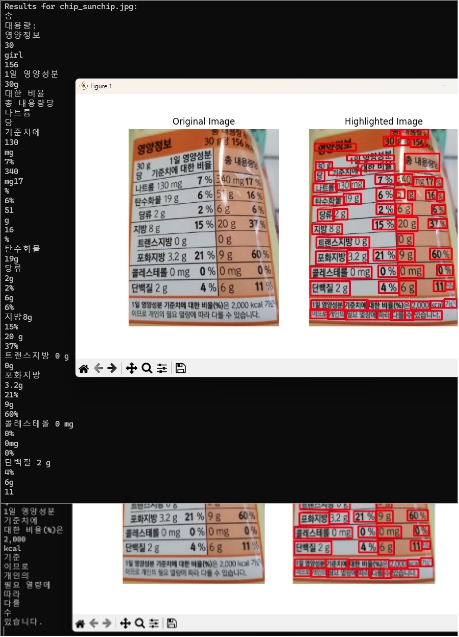 Results for chip_sunchip.jpg:
총
대용량:
영양정보
30
girl
156
1일 영양성분
30g
대한 비율
총 내용량당
나트륨
당
기준치에
130
mg
7%
340
mg17
%
6%
51
g
16
%
탄수화물
19g
당류
2g
2%
6g
6%
지방8g
15%
20 g
37%
트랜스지방 0 g
0g
포화지방
3.2g
21%
9g
60%
콜레스테롤 0 mg
0%
0mg
0%
단백질 2 g
4%
6g
11
1일 영양성분
기준치에
대한 비율(%)은
2,000
kcal
기준
이므로
개인의
필요 열량에
따라
다를
수
있습니다.
Figure 1
Original Image
영양정보
30 g 156
30 g 당
1일 영양성분 기준치에 대한 비율
총 내용량
나트륨 130 mg 7 % 340 mg 17 %
탄수화물 19 g 6 % 16 %
당류 2 g 2 % 6 g 6 %
지방 8 g 15 % 20 g 37 %
트랜스지방 0 g 0 g
포화지방 3.2 g 21 % 9 g 60 %
콜레스테롤 0 mg 0 % 0 mg 0 %
단백질 2 g 4 % 6 g 11
1일 영양성분 기준치에 대한 비율(%)은 2,000 kcal
이므로 개인의 필요 열량에 따라 다를 수 있습니다.
Highlighted Image
영양정보
30 g 156
30 g 당
1일 영양성분 기준치에 대한 비율
총 내용량
나트륨 130 mg 7 % 340 mg 17 %
탄수화물 19 g 6 % 16 %
당류 2 g 2 % 6 g 6 %
지방 8 g 15 % 20 g 37 %
트랜스지방 0 g 0 g
포화지방 3.2 g 21 % 9 g 60 %
콜레스테롤 0 mg 0 % 0 mg 0 %
단백질 2 g 4 % 6 g 11
1일 영양성분 기준치에 대한 비율(%)은 2,000 kcal
이므로 개인의 필요 열량에 따라 다를 수 있습니다.
포화지방 3.2 g 21 % 9 g 60 %
콜레스테롤 0 mg 0 % 0 mg 0 %
단백질 2 g 4 % 6 g 11
1일 영양성분 기준치에 대한 비율(%)은 2,000 kcal
이므로 개인의 필요 열량에 따라 다를 수 있습니다.
포화지방 3.2 g 21 % 9 g 60 %
콜레스테롤 0 mg 0 % 0 mg 0 %
단백질 2 g 4 % 6 g 11
1일 영양성분 기준치에 대한 비율(%)은 2,000 kcal
이므로 개인의 필요 열량에 따라 다를 수 있습니다.